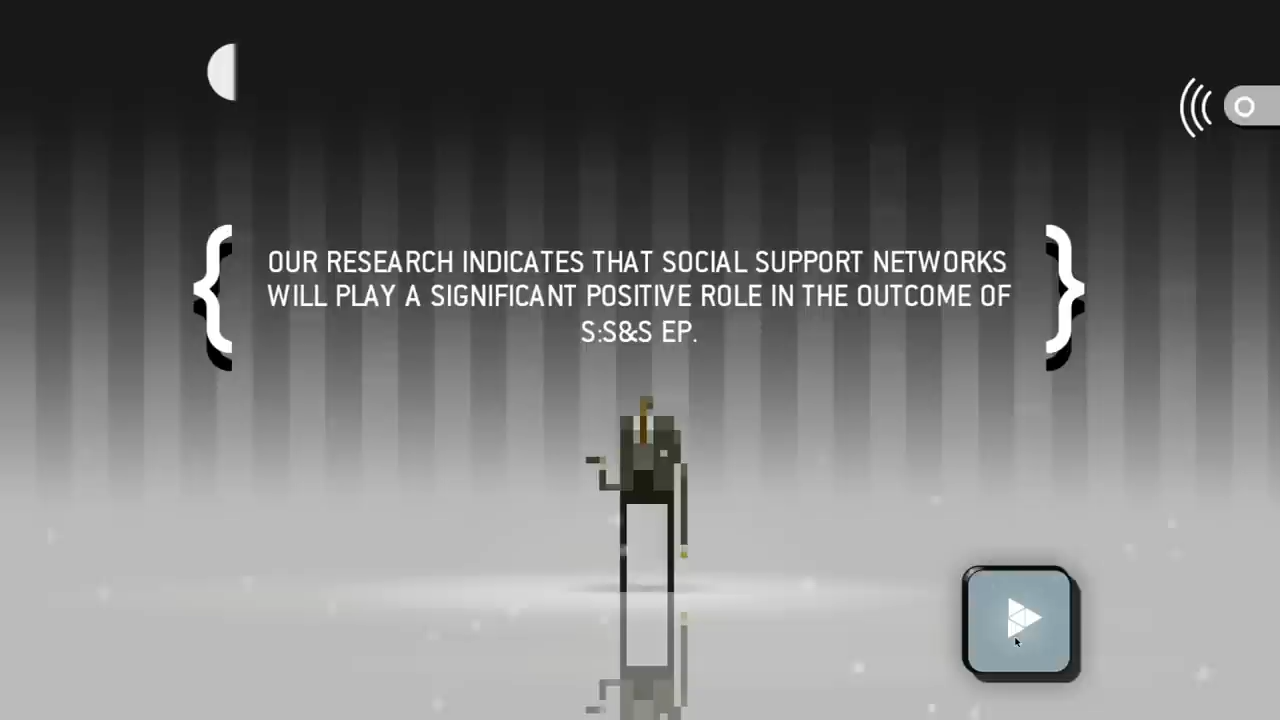 OUR RESEARCH INDICATES THAT SOCIAL SUPPORT NETWORKS
WILL PLAY A SIGNIFICANT POSITIVE ROLE IN THE OUTCOME OF
S:S&S EP.